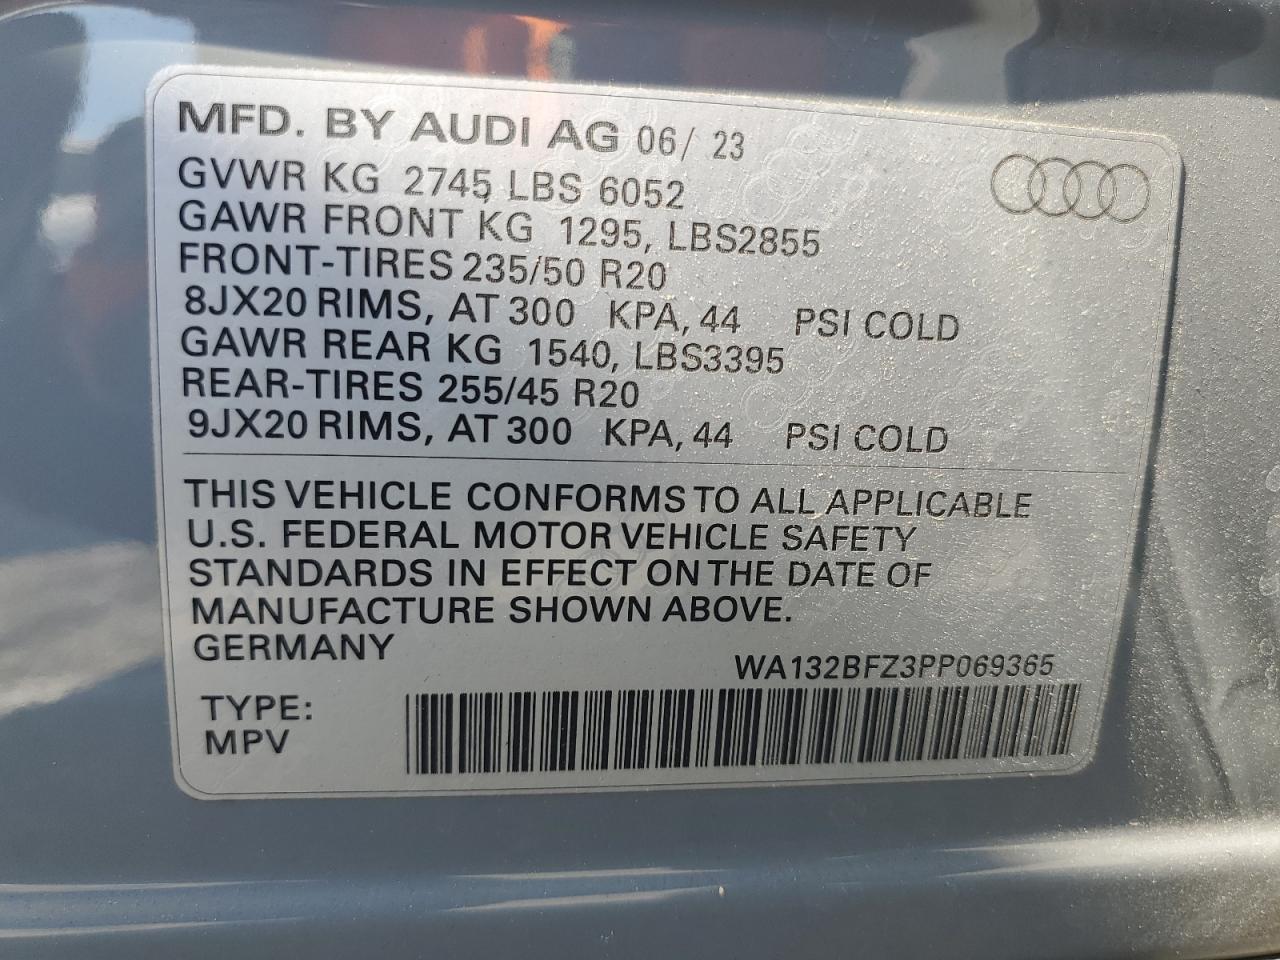 MFD. BY AUDI AG 06/ 23
GVWR KG 2745, LBS 6052
GAWR FRONT KG 1295, LBS2855
FRONT-TIRES 235/50 R20
8JX20 RIMS, AT 300 KPA, 44 PSI COLD
GAWR REAR KG 1540, LBS3395
REAR-TIRES 255/45 R20
9JX20 RIMS, AT 300 KPA, 44 PSI COLD
THIS VEHICLE CONFORMS TO ALL APPLICABLE
U.S. FEDERAL MOTOR VEHICLE SAFETY
STANDARDS IN EFFECT ON THE DATE OF
MANUFACTURE SHOWN ABOVE.
GERMANY
WA132BFZ3PP069365
TYPE:
MPV